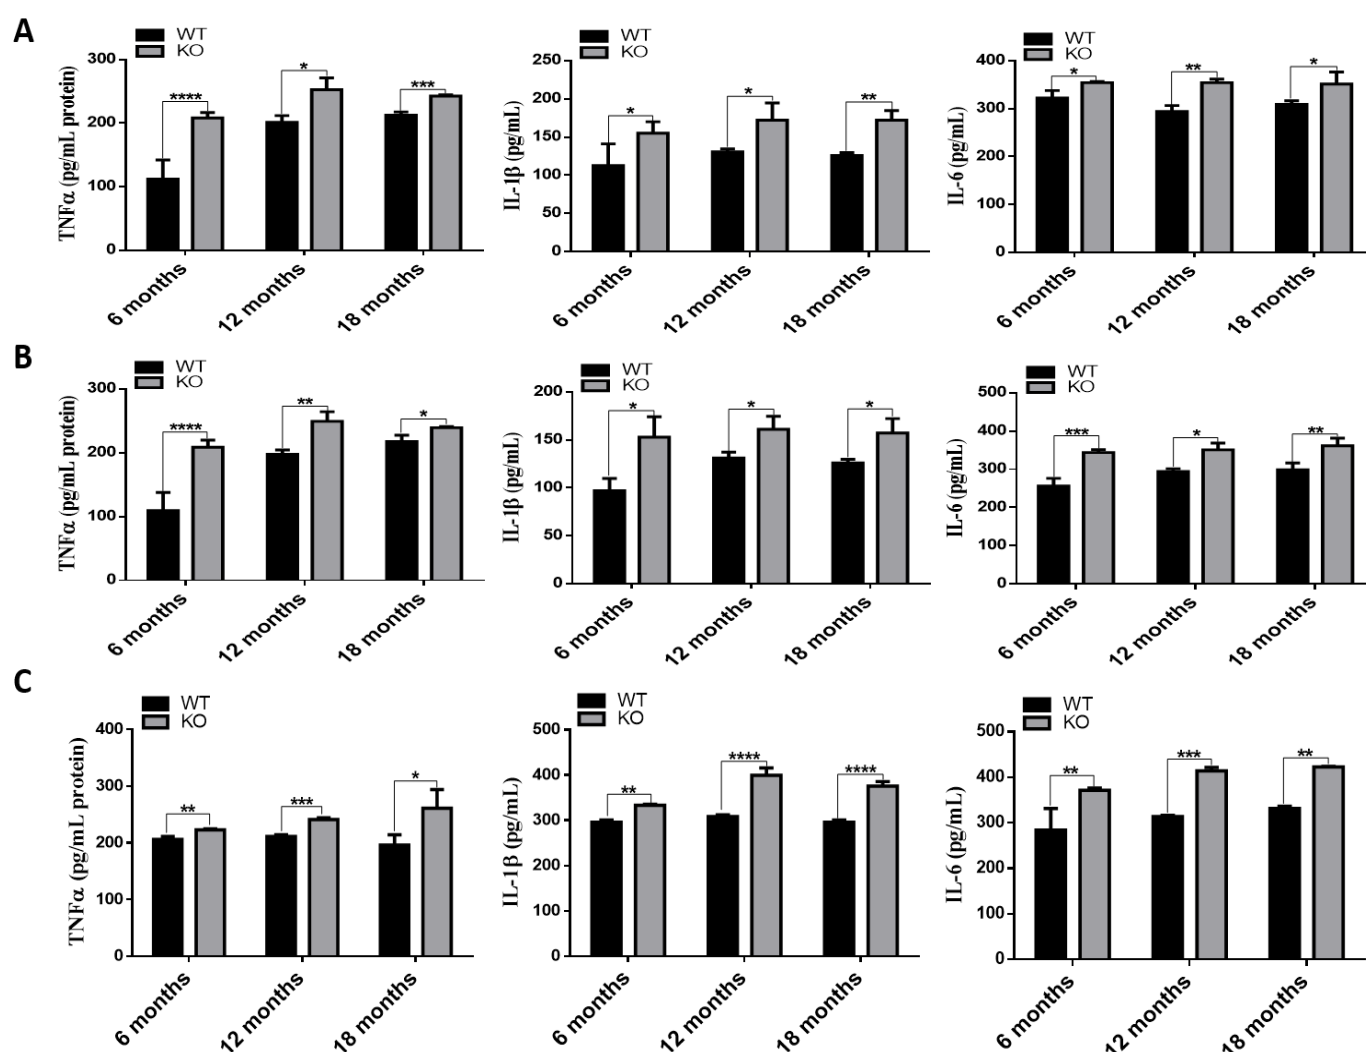 A
WT
KO
TNFα (pg/mL protein)
300
200
100
0
****
*
***
6 months
12 months
18 months
WT
KO
IL-1β (pg/mL)
250
200
150
100
50
0
*
*
**
6 months
12 months
18 months
WT
KO
IL-6 (pg/mL)
400
300
200
100
0
*
**
*
6 months
12 months
18 months
B
WT
KO
TNFα (pg/mL protein)
300
200
100
0
****
**
*
6 months
12 months
18 months
WT
KO
IL-1β (pg/mL)
200
150
100
50
0
*
*
*
6 months
12 months
18 months
WT
KO
IL-6 (pg/mL)
500
400
300
200
100
0
***
*
**
6 months
12 months
18 months
C
WT
KO
TNFα (pg/mL protein)
400
300
200
100
0
**
***
*
6 months
12 months
18 months
WT
KO
IL-1β (pg/mL)
500
400
300
200
100
0
**
****
****
6 months
12 months
18 months
WT
KO
IL-6 (pg/mL)
500
400
300
200
100
0
**
***
**
6 months
12 months
18 months